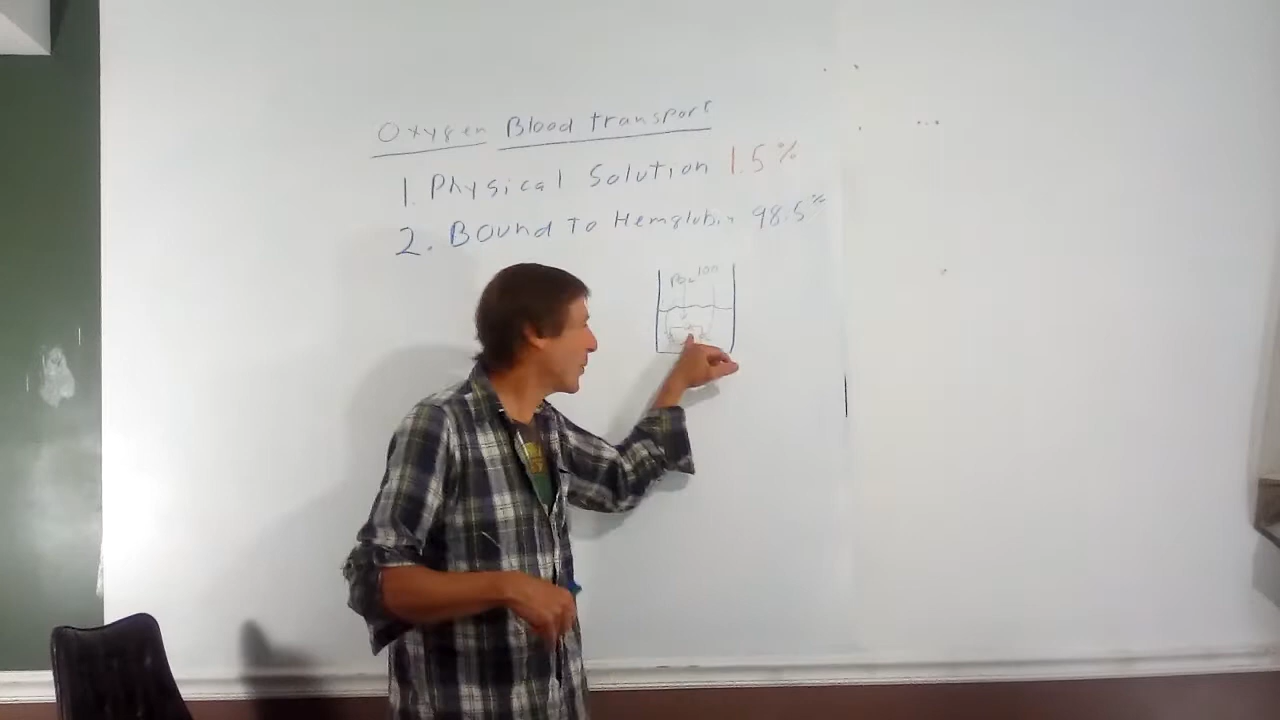 Oxygen Blood transport
1. Physical Solution 1.5%
2. Bound To Hemglobin 98.5%
Po₂ 100